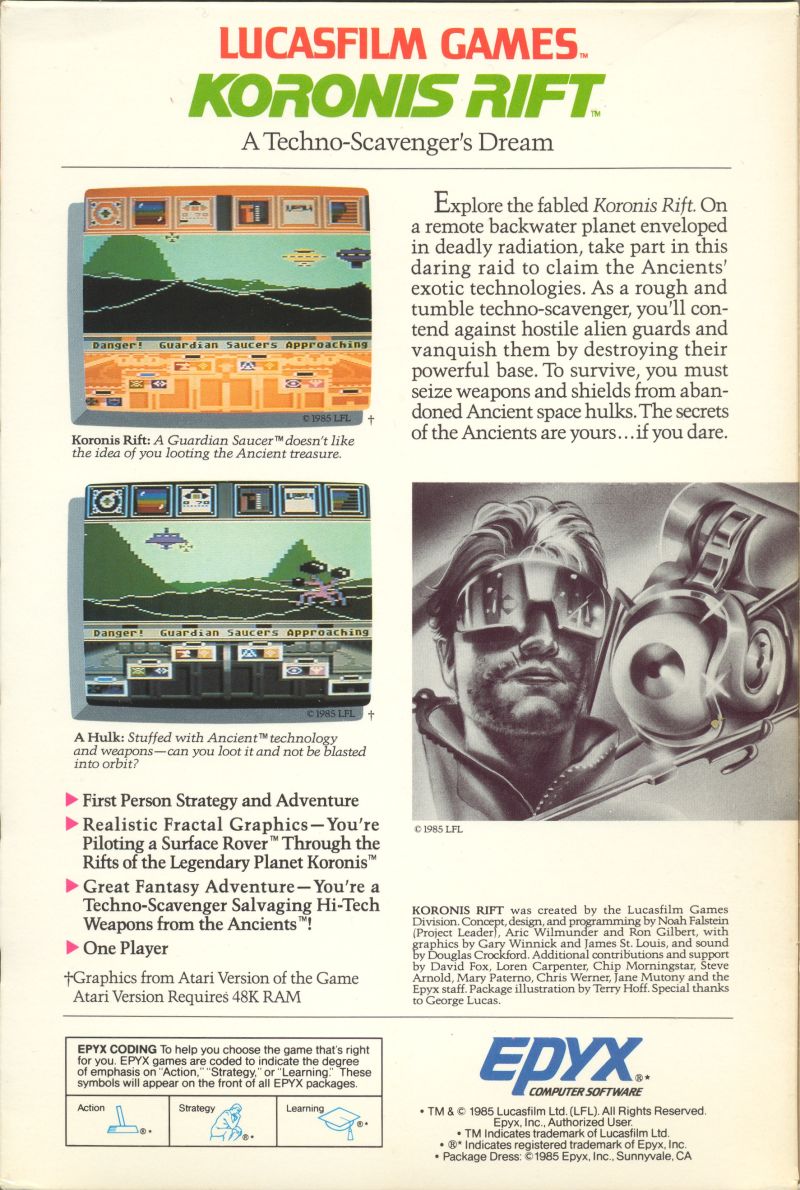 LUCASFILM GAMES™
KORONIS RIFT™
A Techno-Scavenger's Dream
Danger! Guardian Saucers Approaching
© 1985 LFL †
Koronis Rift: A Guardian Saucer™ doesn't like
the idea of you looting the Ancient treasure.
Danger! Guardian Saucers Approaching
© 1985 LFL †
A Hulk: Stuffed with Ancient™ technology
and weapons—can you loot it and not be blasted
into orbit?
▶ First Person Strategy and Adventure
▶ Realistic Fractal Graphics—You're
Piloting a Surface Rover™ Through the
Rifts of the Legendary Planet Koronis™
▶ Great Fantasy Adventure—You're a
Techno-Scavenger Salvaging Hi-Tech
Weapons from the Ancients™!
▶ One Player
†Graphics from Atari Version of the Game
Atari Version Requires 48K RAM
Explore the fabled Koronis Rift. On
a remote backwater planet enveloped
in deadly radiation, take part in this
daring raid to claim the Ancients'
exotic technologies. As a rough and
tumble techno-scavenger, you'll con-
tend against hostile alien guards and
vanquish them by destroying their
powerful base. To survive, you must
seize weapons and shields from aban-
doned Ancient space hulks. The secrets
of the Ancients are yours...if you dare.
© 1985 LFL
KORONIS RIFT was created by the Lucasfilm Games
Division. Concept, design, and programming by Noah Falstein
(Project Leader), Aric Wilmunder and Ron Gilbert, with
graphics by Gary Winnick and James St. Louis, and sound
by Douglas Crockford. Additional contributions and support
by David Fox, Loren Carpenter, Chip Morningstar, Steve
Arnold, Mary Paterno, Chris Werner, Jane Mutony and the
Epyx staff. Package illustration by Terry Hoff. Special thanks
to George Lucas.
EPYX CODING To help you choose the game that's right
for you. EPYX games are coded to indicate the degree
of emphasis on "Action," "Strategy," or "Learning." These
symbols will appear on the front of all EPYX packages.
Action ®*
Strategy ®*
Learning ®*
EPYX®*
COMPUTER SOFTWARE
• TM & © 1985 Lucasfilm Ltd. (LFL). All Rights Reserved.
Epyx, Inc., Authorized User.
• TM Indicates trademark of Lucasfilm Ltd.
• ®* Indicates registered trademark of Epyx, Inc.
• Package Dress: © 1985 Epyx, Inc., Sunnyvale, CA